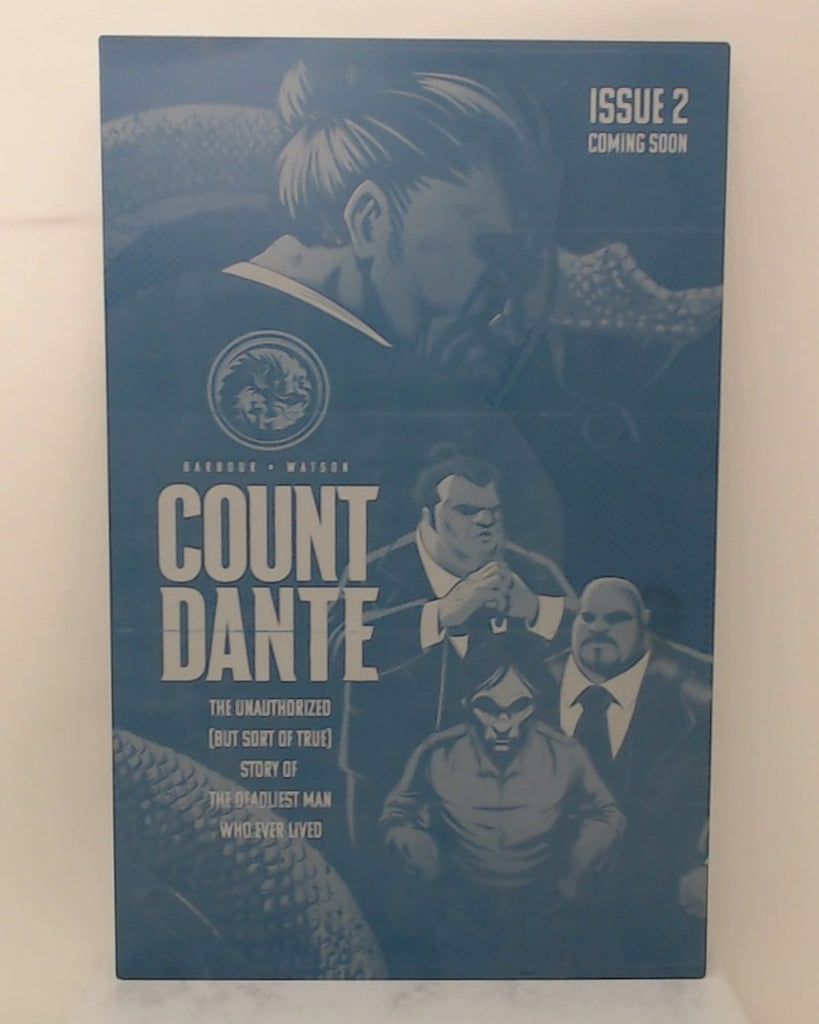 ISSUE 2
COMING SOON
BARBOUR • WATSON
COUNT
DANTE
THE UNAUTHORIZED
(BUT SORT OF TRUE)
STORY OF
THE DEADLIEST MAN
WHO EVER LIVED